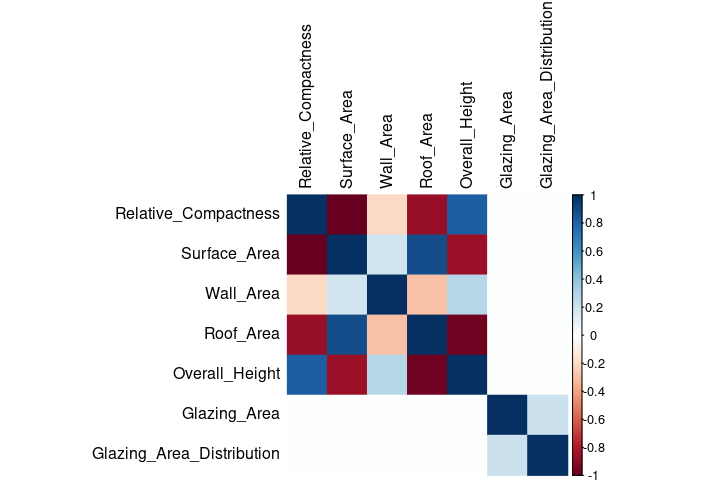 Relative_Compactness
Surface_Area
Wall_Area
Roof_Area
Overall_Height
Glazing_Area
Glazing_Area_Distribution
Relative_Compactness
Surface_Area
Wall_Area
Roof_Area
Overall_Height
Glazing_Area
Glazing_Area_Distribution
1
0.8
0.6
0.4
0.2
0
-0.2
-0.4
-0.6
-0.8
-1